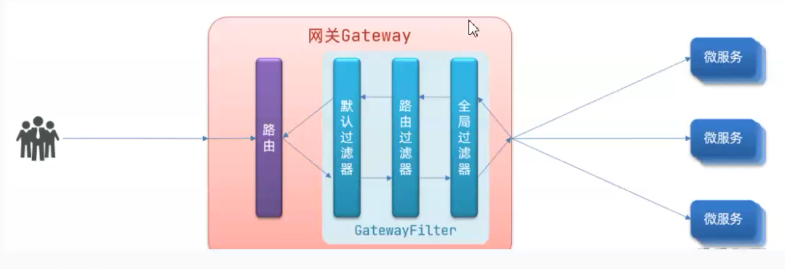 网关Gateway
路由
默认过滤器
路由过滤器
全局过滤器
GatewayFilter
微服务
微服务
微服务